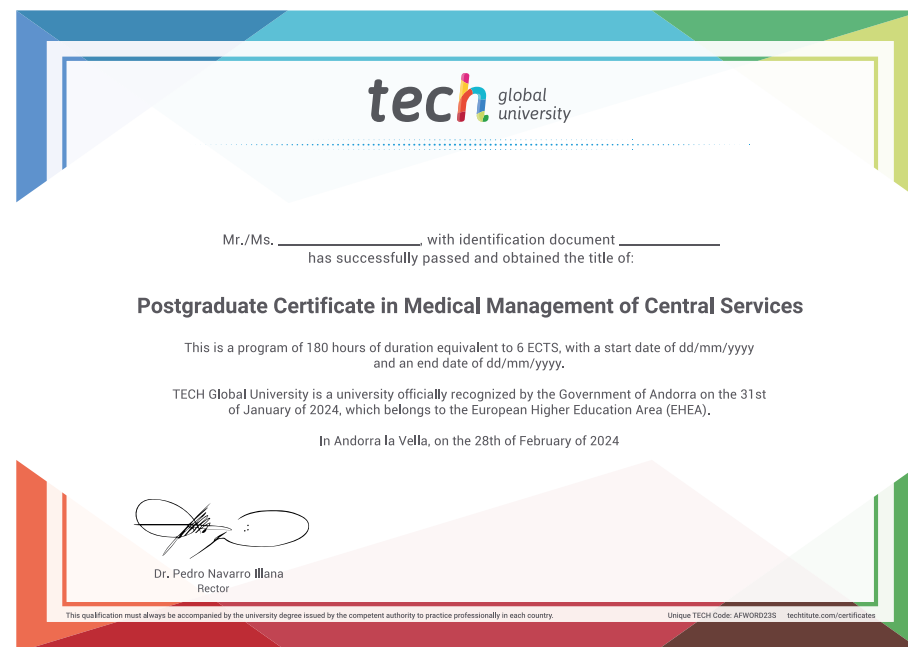 tech global university
Mr./Ms. ____________________, with identification document ______________
has successfully passed and obtained the title of:
Postgraduate Certificate in Medical Management of Central Services
This is a program of 180 hours of duration equivalent to 6 ECTS, with a start date of dd/mm/yyyy
and an end date of dd/mm/yyyy.
TECH Global University is a university officially recognized by the Government of Andorra on the 31st
of January of 2024, which belongs to the European Higher Education Area (EHEA).
In Andorra la Vella, on the 28th of February of 2024
Dr. Pedro Navarro Illana
Rector
This qualification must always be accompanied by the university degree issued by the competent authority to practice professionally in each country. Unique TECH Code: AFWORD23S techtitute.com/certificates